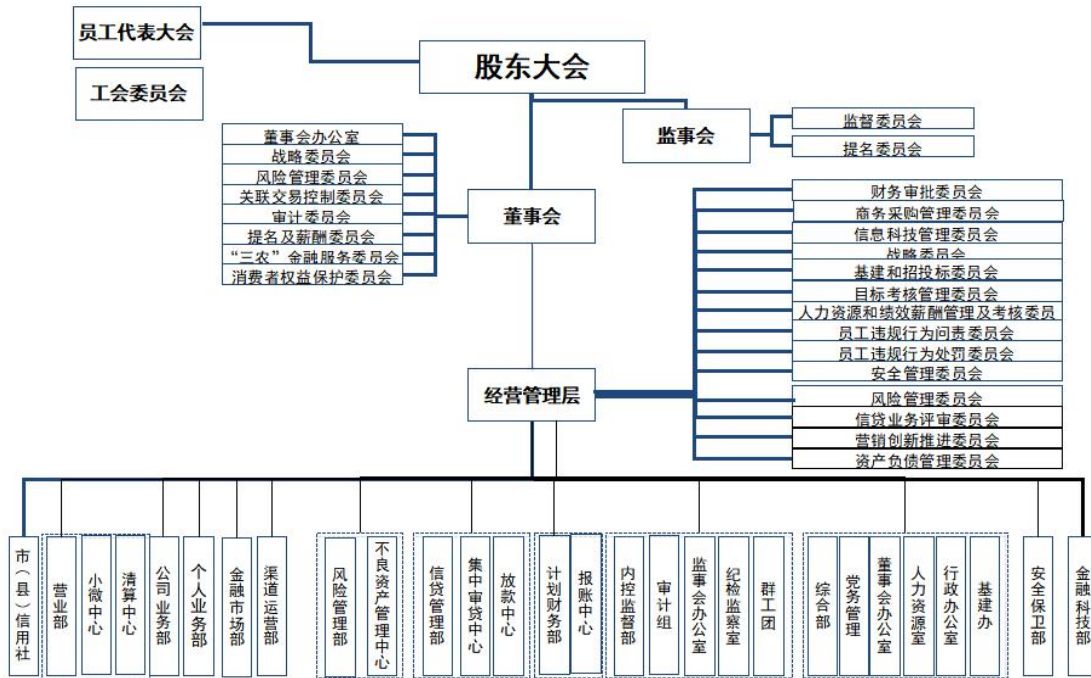 员工代表大会
股东大会
工会委员会
监事会
监督委员会
提名委员会
董事会办公室
战略委员会
风险管理委员会
关联交易控制委员会
审计委员会
提名及薪酬委员会
“三农”金融服务委员会
消费者权益保护委员会
董事会
财务审批委员会
商务采购管理委员会
信息科技管理委员会
战略委员会
基建和招投标委员会
目标考核管理委员会
人力资源和绩效薪酬管理及考核委员
员工违规行为问责委员会
员工违规行为处罚委员会
安全管理委员会
风险管理委员会
信贷业务评审委员会
营销创新推进委员会
资产负债管理委员会
经营管理层
市（县）信用社
营业部
小微中心
清算中心
公司业务部
个人业务部
金融市场部
渠道运营部
风险管理部
不良资产管理中心
信贷管理部
集中审贷中心
放款中心
计划财务部
报账中心
内控监督部
审计组
监事会办公室
纪检监察室
群工团
综合部
党务管理
董事会办公室
人力资源室
行政办公室
基建办
安全保卫部
金融科技部